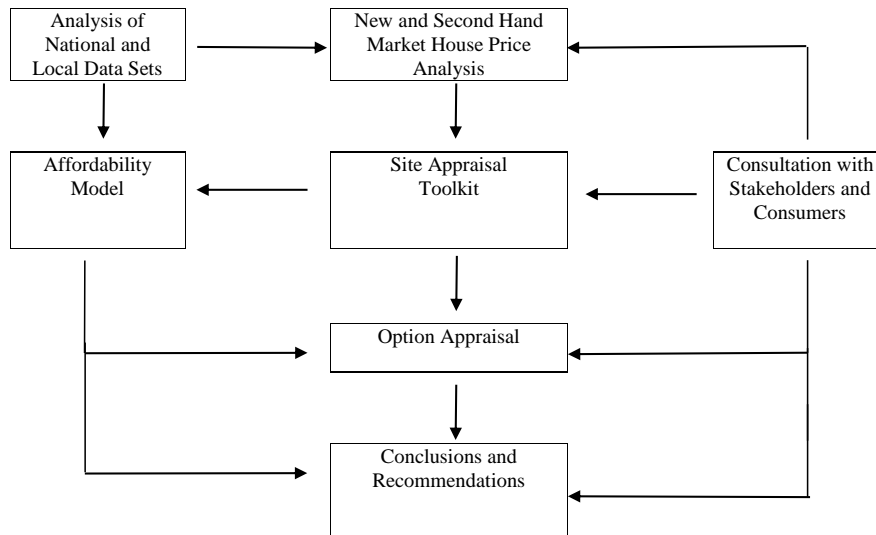 Analysis of
National and
Local Data Sets
New and Second Hand
Market House Price
Analysis
Affordability
Model
Site Appraisal
Toolkit
Consultation with
Stakeholders and
Consumers
Option Appraisal
Conclusions and
Recommendations